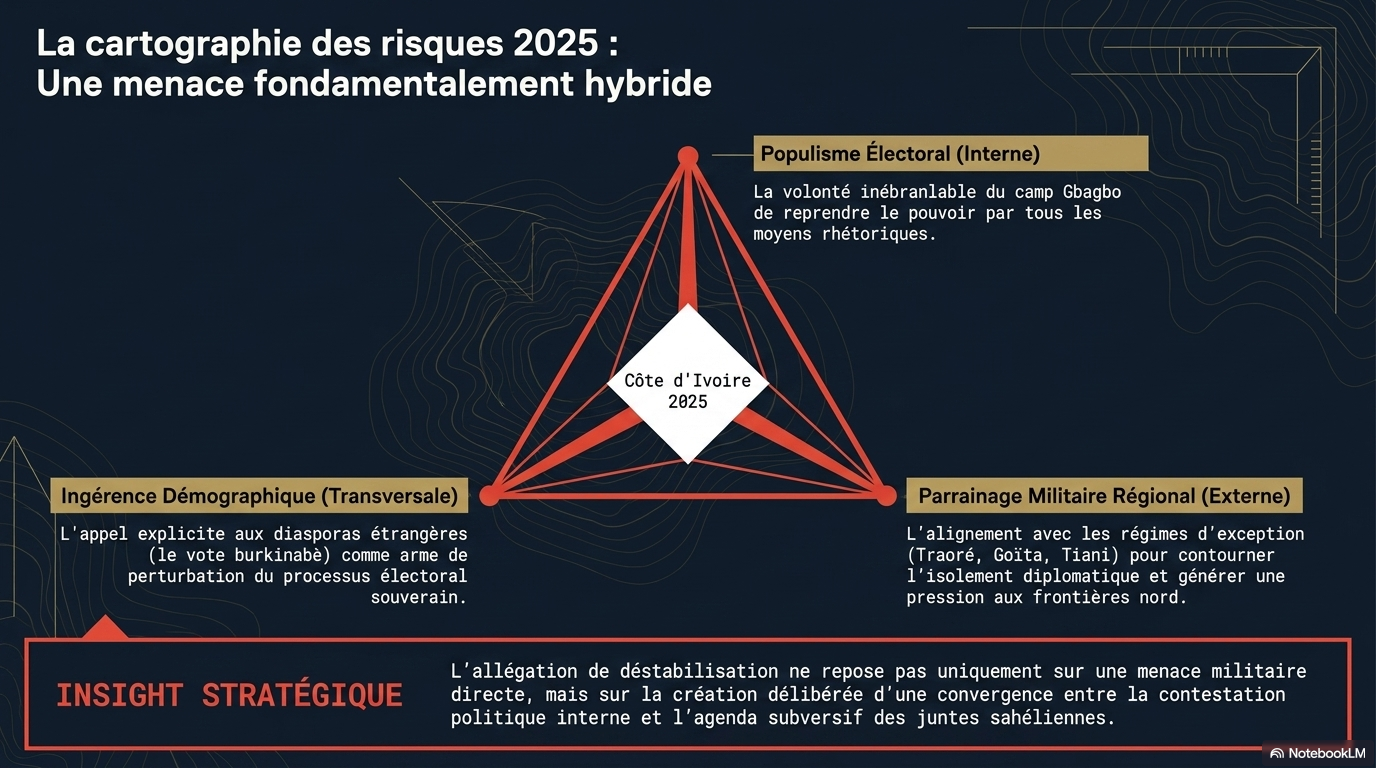 La cartographie des risques 2025 :
Une menace fondamentalement hybride
Populisme Électoral (Interne)
La volonté inébranlable du camp Gbagbo
de reprendre le pouvoir par tous les
moyens rhétoriques.
Côte d'Ivoire
2025
Ingérence Démographique (Transversale)
L'appel explicite aux diasporas étrangères
(le vote burkinabè) comme arme de
perturbation du processus électoral
souverain.
Parrainage Militaire Régional (Externe)
L'alignement avec les régimes d'exception
(Traoré, Goïta, Tiani) pour contourner
l'isolement diplomatique et générer une
pression aux frontières nord.
INSIGHT STRATÉGIQUE
L'allégation de déstabilisation ne repose pas uniquement sur une menace militaire
directe, mais sur la création délibérée d'une convergence entre la contestation
politique interne et l'agenda subversif des juntes sahéliennes.
NotebookLM